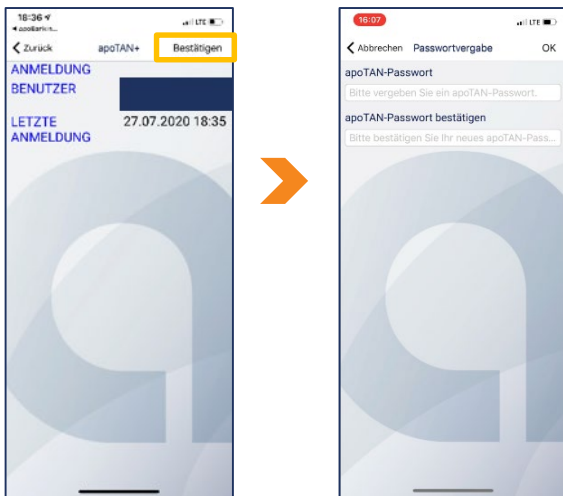 18:36
LTE
Zurück apoTAN+ Bestätigen
ANMELDUNG
BENUTZER
LETZTE 27.07.2020 18:35
ANMELDUNG
16:07
LTE
Abbrechen Passwortvergabe OK
apoTAN-Passwort
Bitte vergeben Sie ein apoTAN-Passwort.
apoTAN-Passwort bestätigen
Bitte bestätigen Sie Ihr neues apoTAN-Pass...